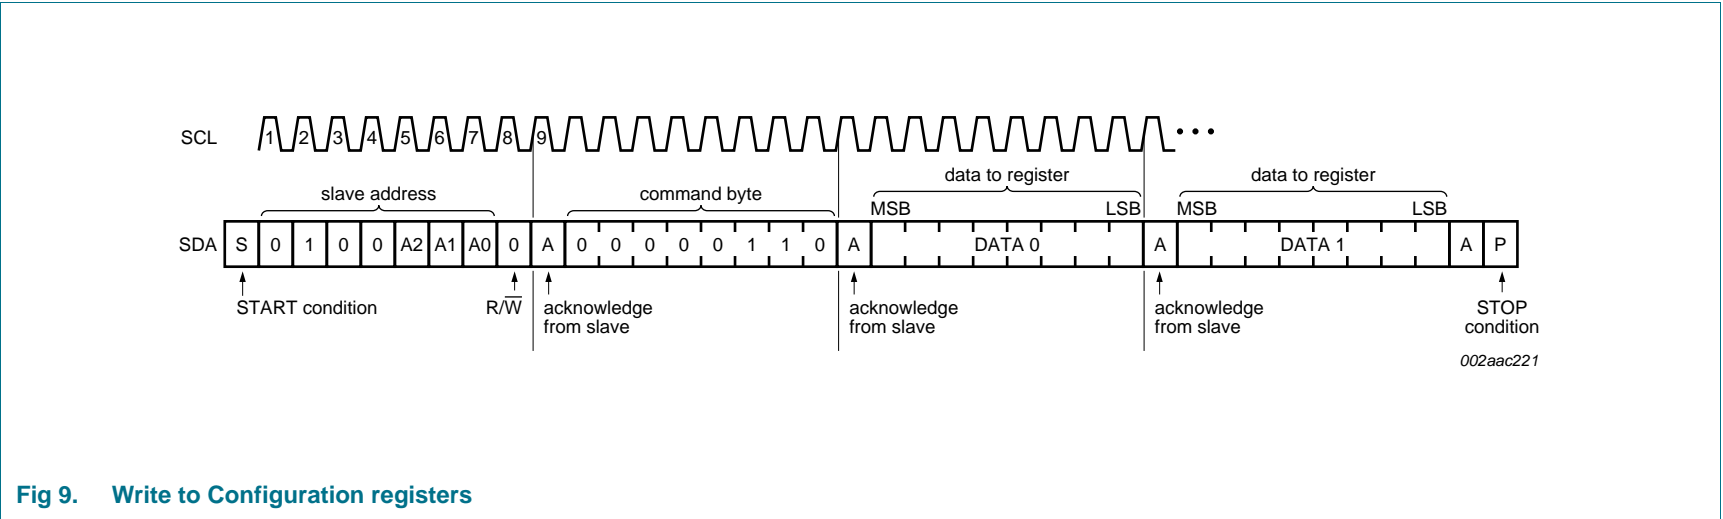 SCL 1 2 3 4 5 6 7 8 9
data to register data to register
slave address command byte
MSB LSB MSB LSB
SDA S 0 1 0 0 A2 A1 A0 0 A 0 0 0 0 0 1 1 0 A DATA 0 A DATA 1 A P
START condition R/W̅ acknowledge from slave acknowledge from slave acknowledge from slave STOP condition
002aac221
Fig 9. Write to Configuration registers